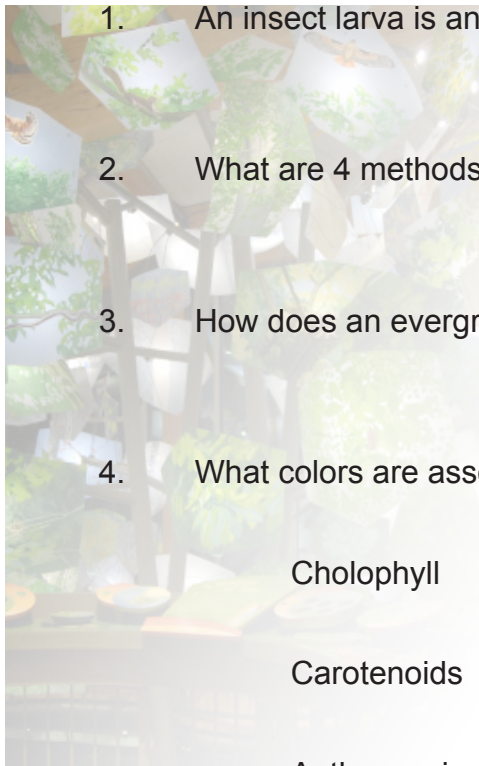 1. An insect larva is an
2. What are 4 methods
3. How does an evergr
4. What colors are asso
Cholophyll
Carotenoids